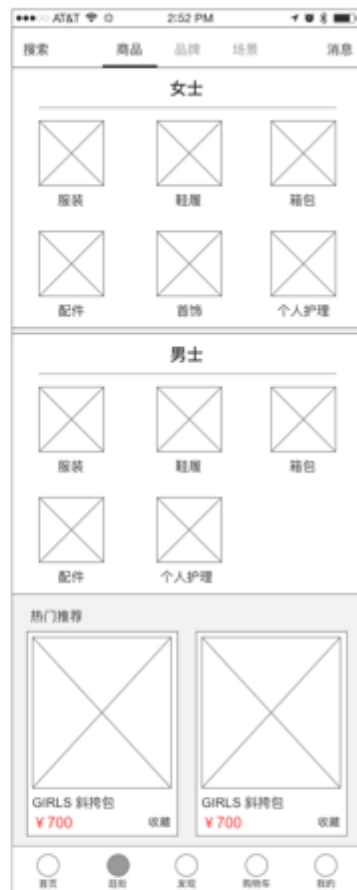 AT&T 2:52 PM
搜索 商品 品牌 场景 消息
女士
服装 鞋履 箱包
配件 首饰 个人护理
男士
服装 鞋履 箱包
配件 个人护理
热门推荐
GIRLS 斜挎包 GIRLS 斜挎包
¥700 收藏 ¥700 收藏
首页 逛街 发现 购物车 我的